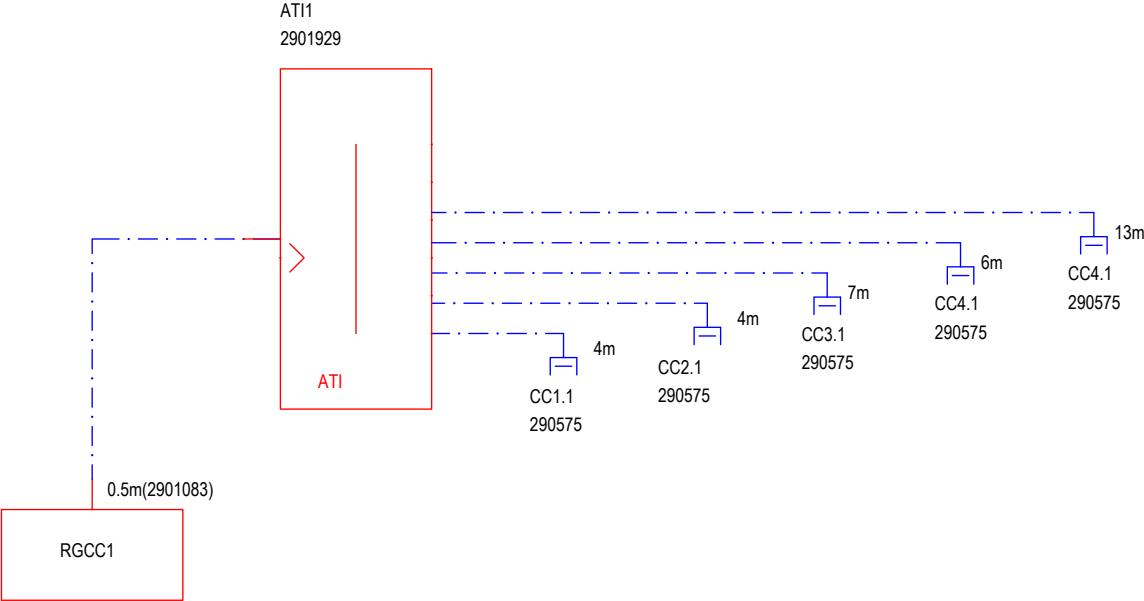 ATI1
2901929
13m
CC4.1
290575
6m
CC4.1
290575
7m
CC3.1
290575
4m
CC2.1
290575
4m
CC1.1
290575
ATI
0.5m(2901083)
RGCC1